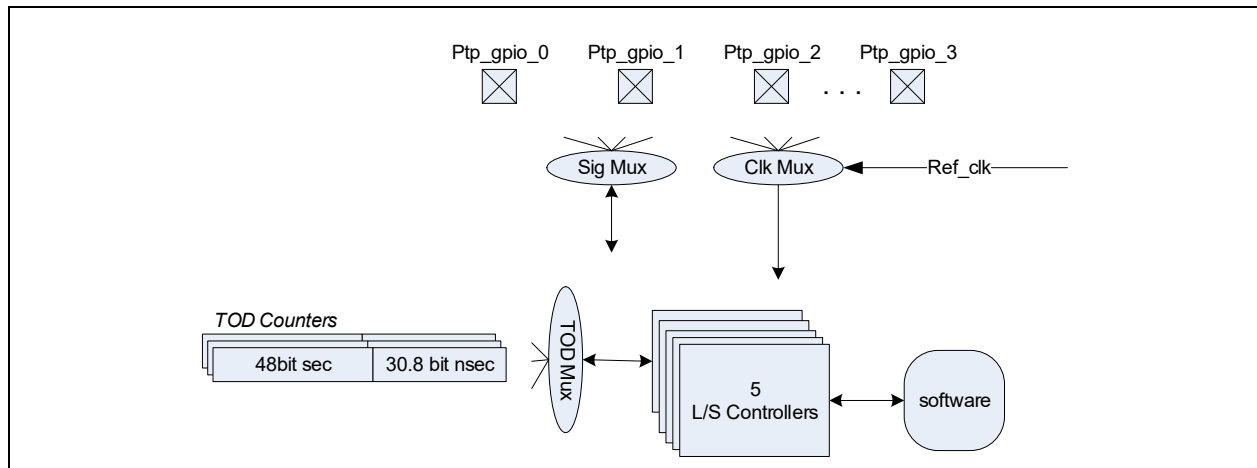 Ptp_gpio_0 Ptp_gpio_1 Ptp_gpio_2 Ptp_gpio_3
. . .
Sig Mux Clk Mux Ref_clk
TOD Counters
48bit sec 30.8 bit nsec
TOD Mux
5
L/S Controllers
software